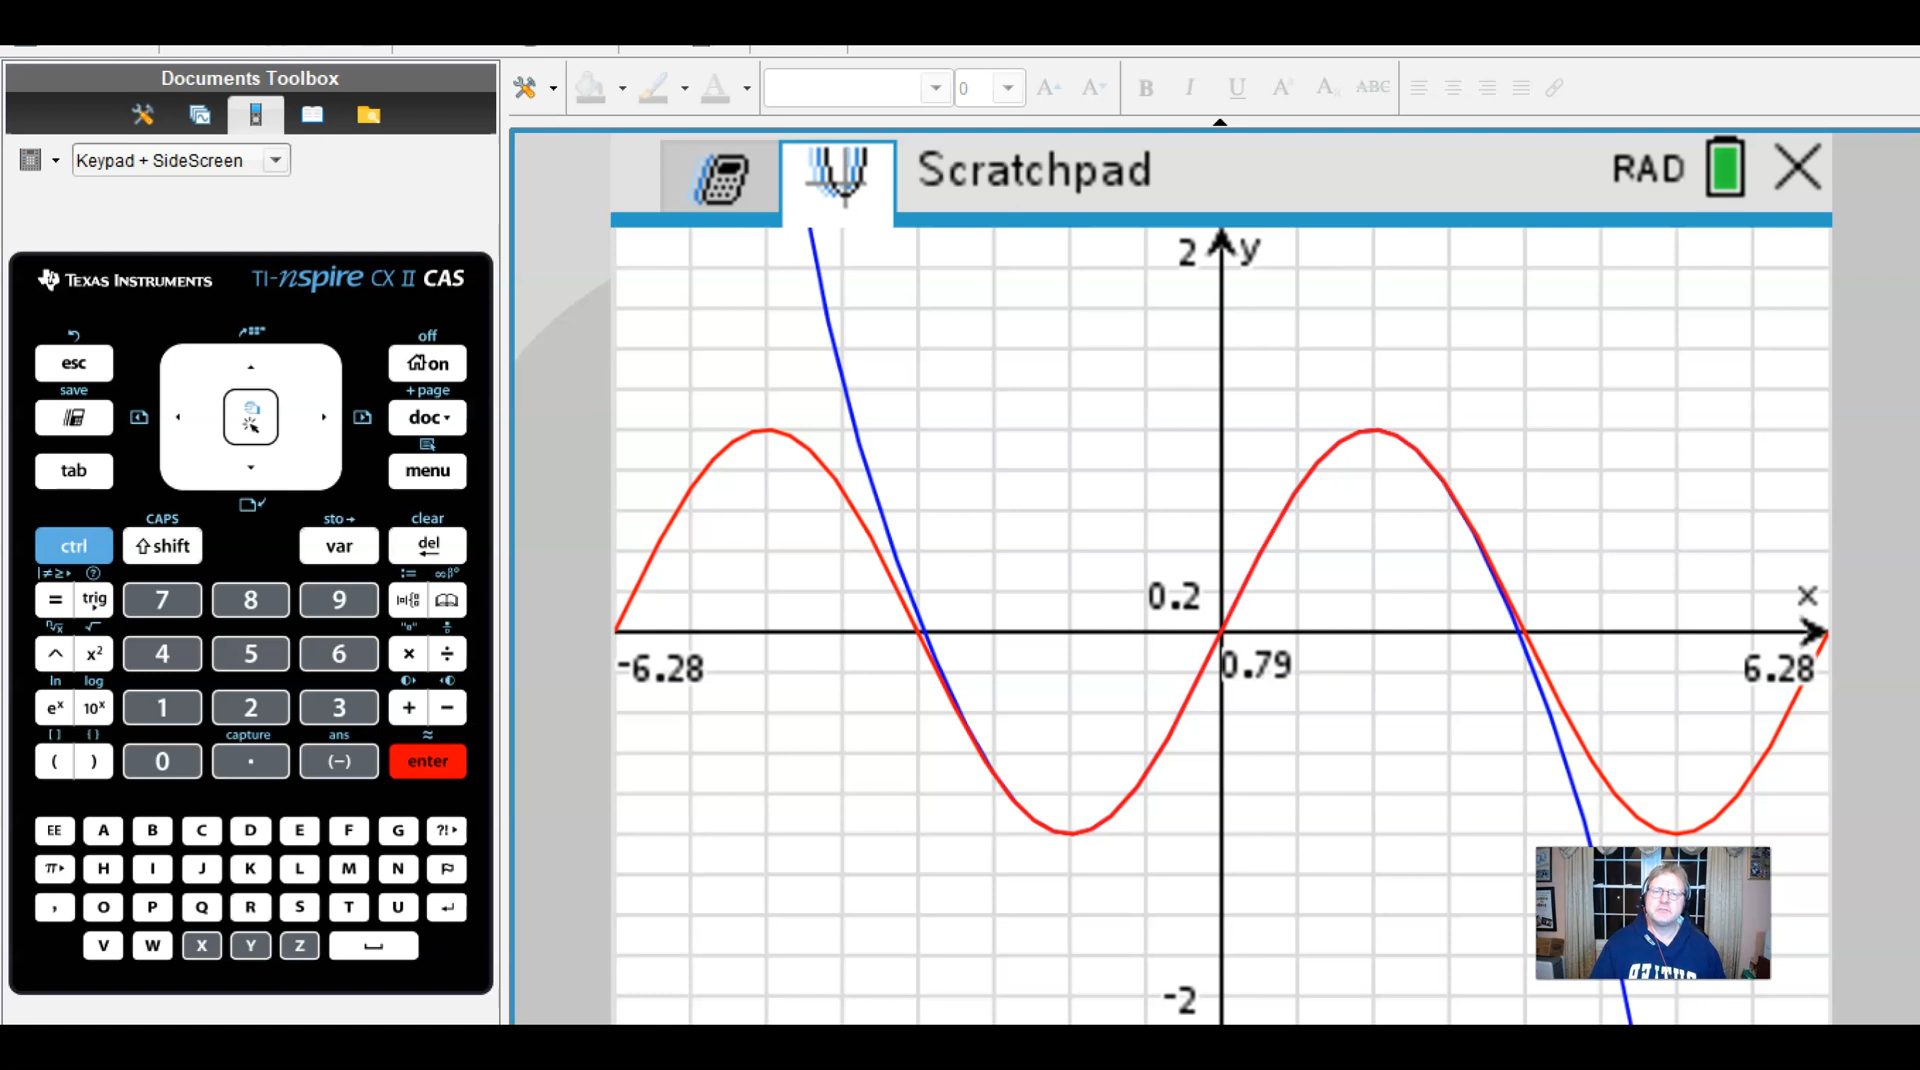 Documents Toolbox
0
B I U A A ABC
Keypad + SideScreen
Scratchpad
RAD
TEXAS INSTRUMENTS TI-nspire CX II CAS
off
esc on
save + page
doc
tab menu
CAPS sto→ clear
ctrl shift var del
= trig 7 8 9
^ x² 4 5 6 × ÷
ln log
eˣ 10ˣ 1 2 3 + −
[ ] { } capture ans ≈
( ) 0 . (−) enter
EE A B C D E F G ?!
π H I J K L M N
, O P Q R S T U
V W X Y Z
2 y
0.2 x
-6.28 0.79 6.28
-2